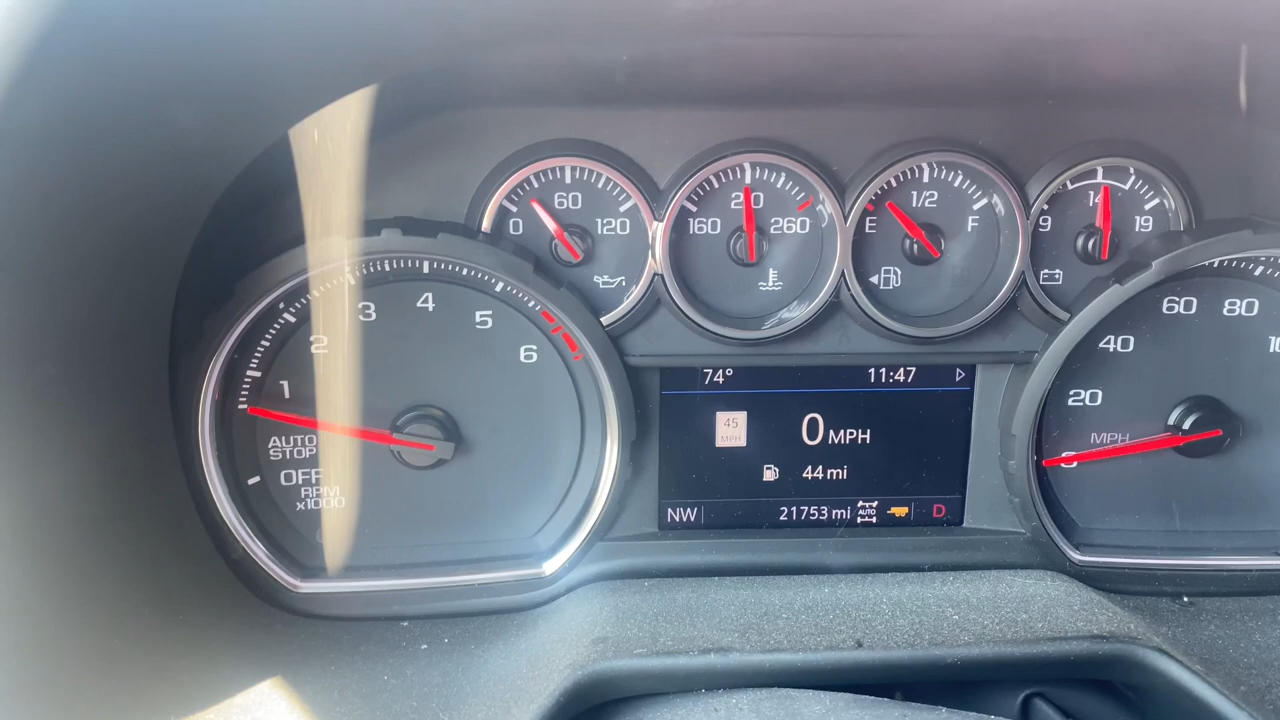 0 60 120
160 210 260
E 1/2 F
9 14 19
1 2 3 4 5 6
AUTO
STOP
OFF
RPM
x1000
74° 11:47
45
MPH
0 MPH
44 mi
NW 21753 mi AUTO D
20 40 60 80
MPH
0